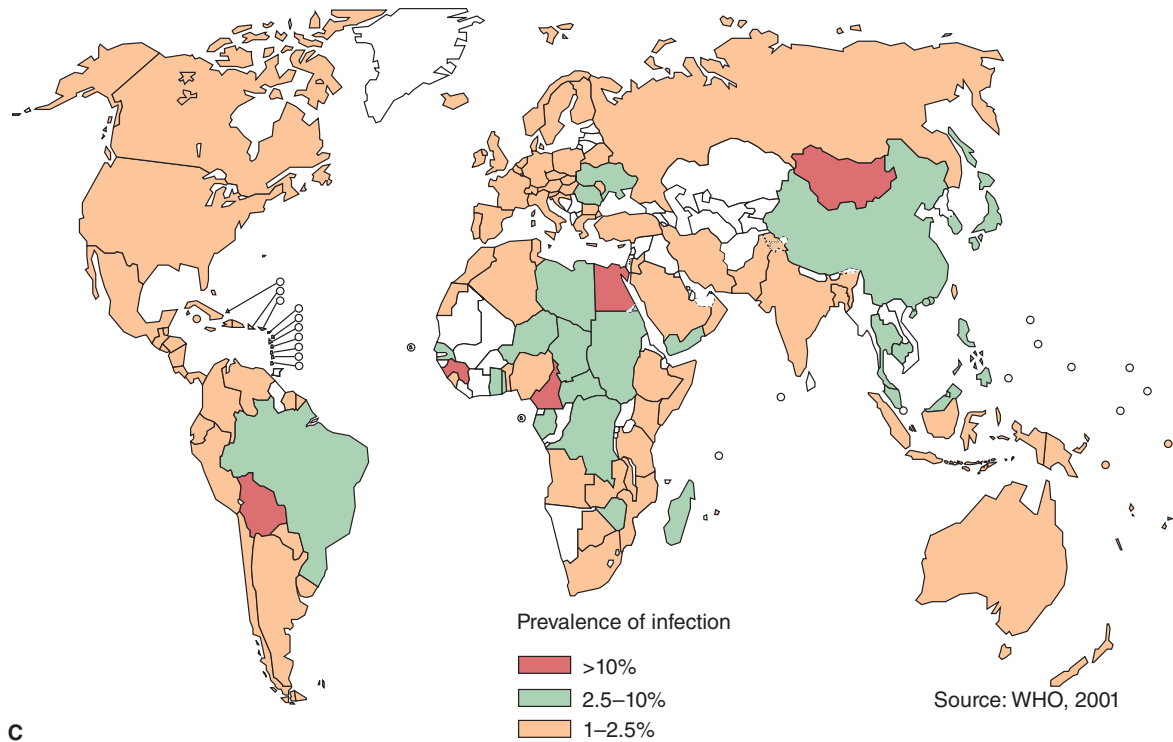 Prevalence of infection
>10%
2.5–10%
1–2.5%
Source: WHO, 2001
C